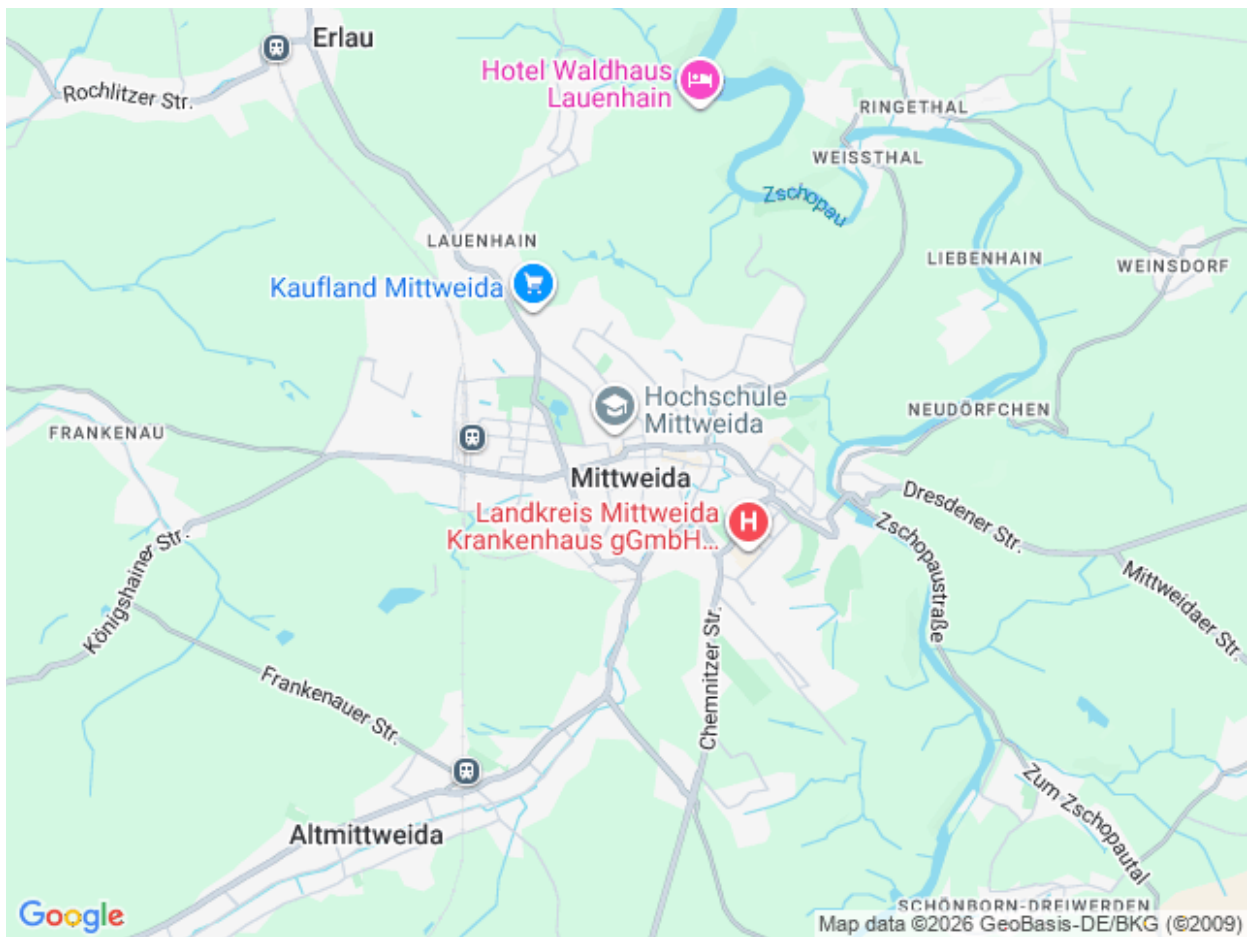 Erlau
Hotel Waldhaus
Lauenhain
Rochlitzer Str.
RINGETHAL
WEISSTHAL
Zschopau
LAUENHAIN
LIEBENHAIN
WEINSDORF
Kaufland Mittweida
Hochschule
Mittweida
NEUDÖRFCHEN
FRANKENAU
Mittweida
Dresdener Str.
Landkreis Mittweida
Krankenhaus gGmbH...
H
Zschopaustraße
Mittweidaer Str.
Königshainer Str.
Frankenauer Str.
Chemnitzer Str.
Zum Zschopautal
Altmittweida
SCHÖNBORN-DREIWERDEN
Google
Map data ©2026 GeoBasis-DE/BKG (©2009)